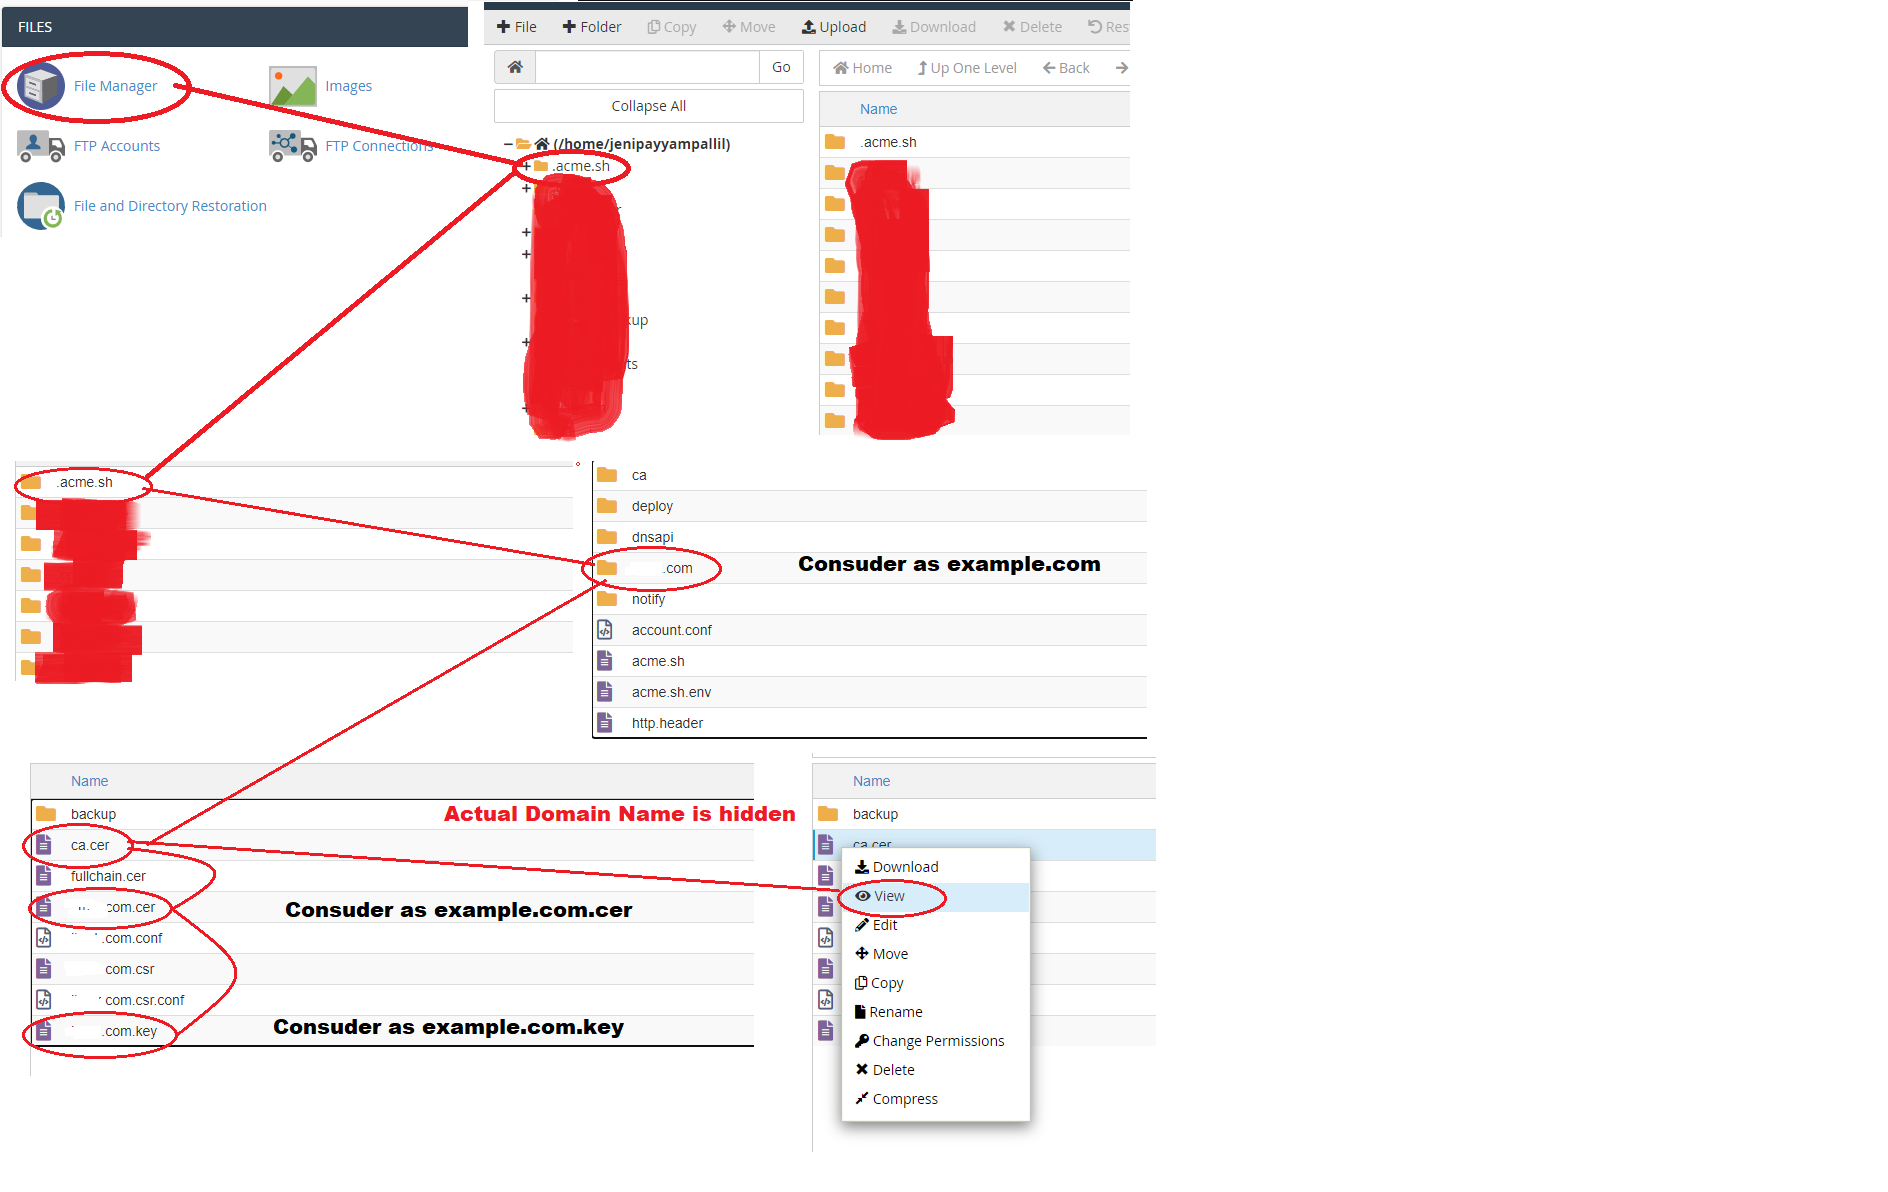 FILES
File Manager
Images
FTP Accounts
FTP Connections
File and Directory Restoration
File
Folder
Copy
Move
Upload
Download
Delete
Res
Go
Collapse All
(/home/jenipayyampallil)
.acme.sh
kup
ts
Home
Up One Level
Back
Name
.acme.sh
.acme.sh
ca
deploy
dnsapi
.com
Consuder as example.com
notify
account.conf
acme.sh
acme.sh.env
http.header
Name
backup
Actual Domain Name is hidden
ca.cer
fullchain.cer
com.cer
Consuder as example.com.cer
.com.conf
com.csr
com.csr.conf
.com.key
Consuder as example.com.key
Name
backup
ca.cer
Download
View
Edit
Move
Copy
Rename
Change Permissions
Delete
Compress